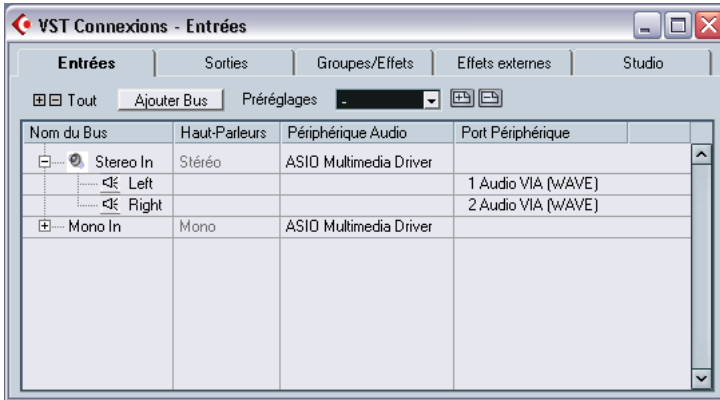 VST Connexions - Entrées
Entrées Sorties Groupes/Effets Effets externes Studio
Tout Ajouter Bus Préréglages -
Nom du Bus Haut-Parleurs Périphérique Audio Port Périphérique
Stereo In Stéréo ASIO Multimedia Driver
Left 1 Audio VIA (WAVE)
Right 2 Audio VIA (WAVE)
Mono In Mono ASIO Multimedia Driver